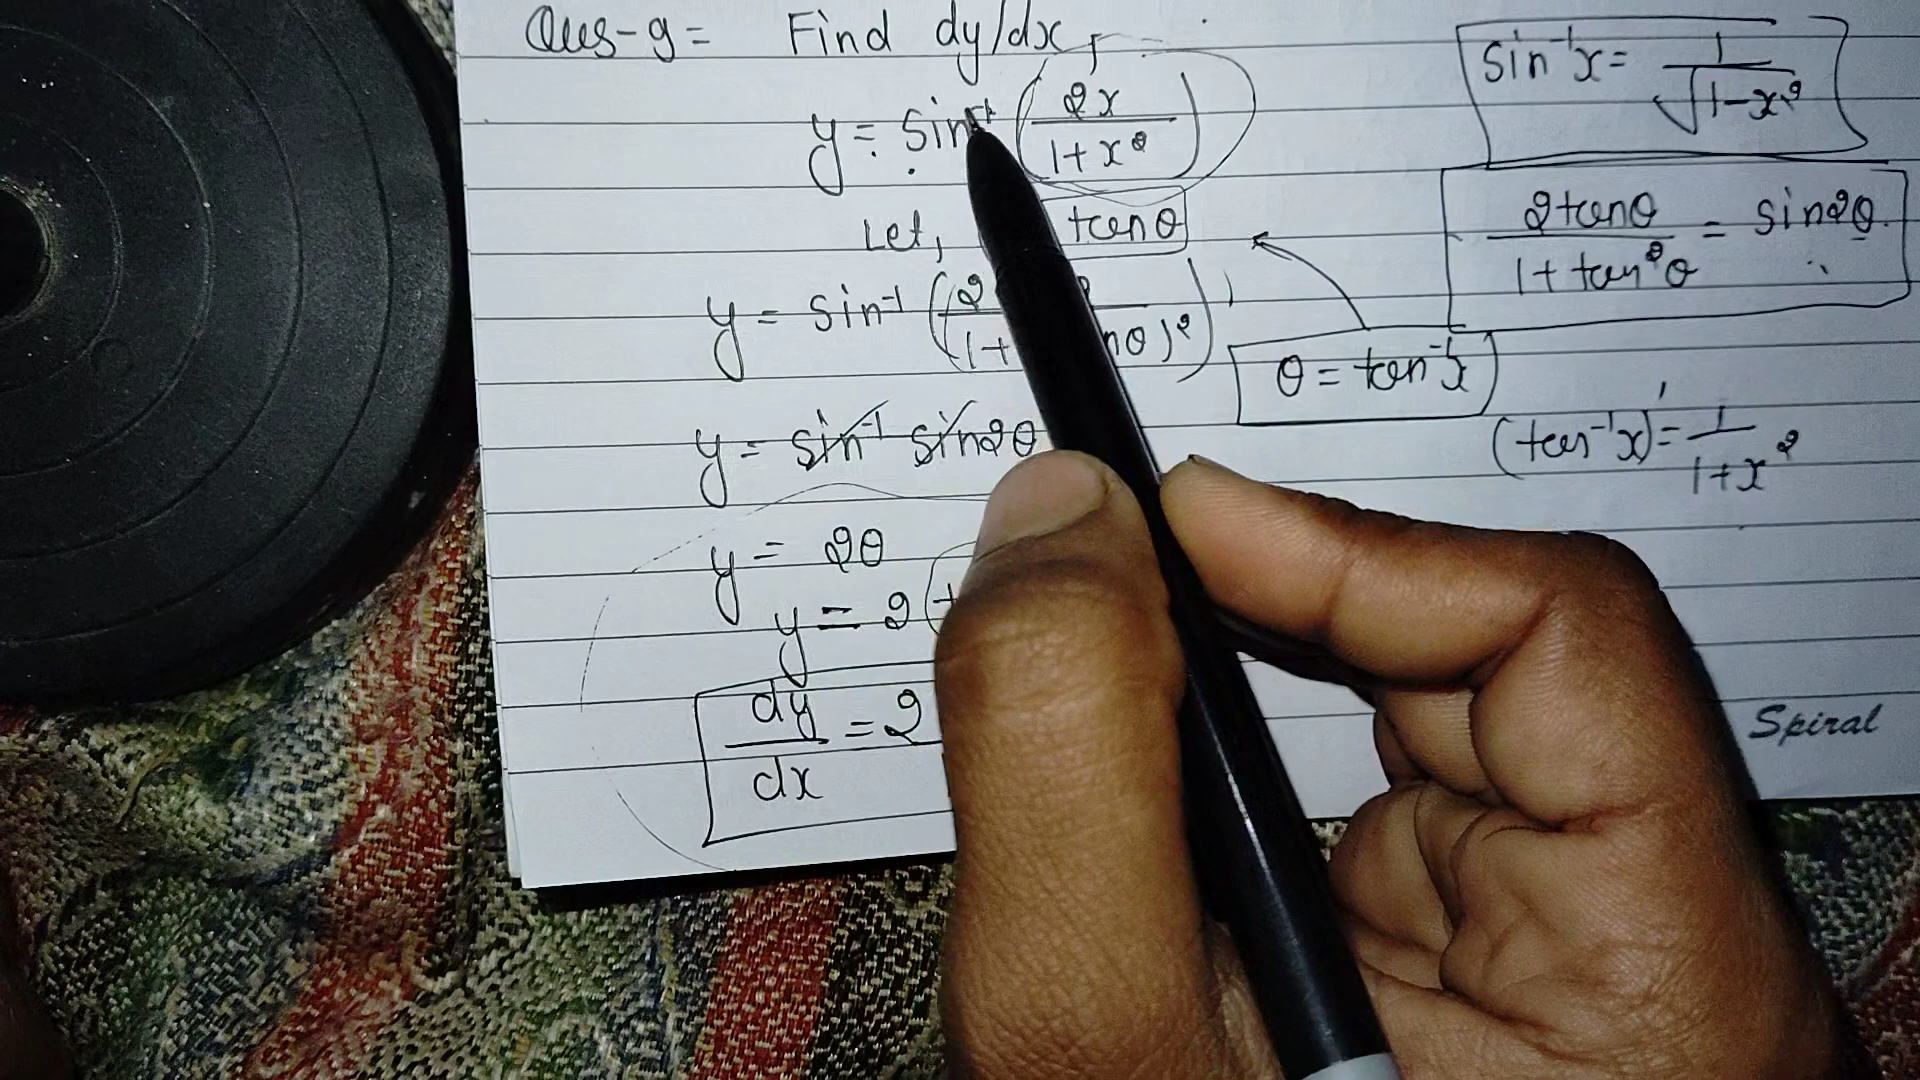 Ques-9= Find dy/dx,
y = sin⁻¹ (2x / 1+x²)
Let, tanθ
y = sin⁻¹ (2 / 1+ nθ)²)
y = sin⁻¹ sin2θ
y = 2θ
y = 2(t
dy/dx = 2
sin⁻¹x = 1/√1-x²
2tanθ / 1+tan²θ = sin2θ
θ = tan⁻¹x
(tan⁻¹x)' = 1/1+x²
Spiral